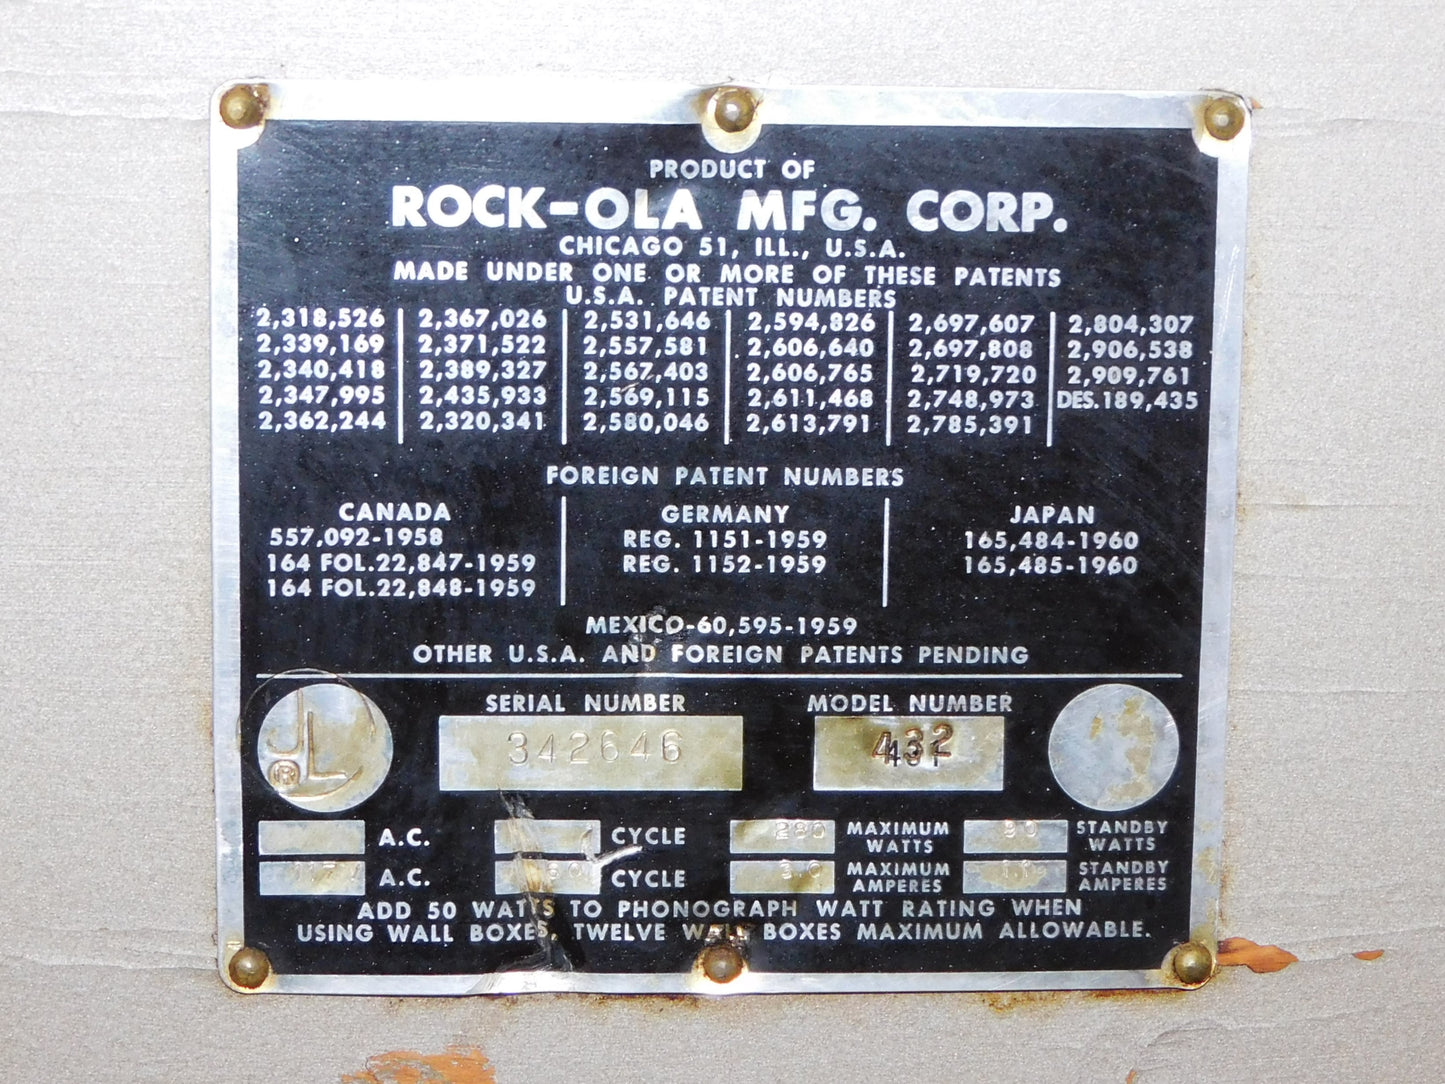 PRODUCT OF
ROCK-OLA MFG. CORP.
CHICAGO 51, ILL., U.S.A.
MADE UNDER ONE OR MORE OF THESE PATENTS
U.S.A. PATENT NUMBERS
2,318,526 2,367,026 2,531,646 2,594,826 2,697,607 2,804,307
2,339,169 2,371,522 2,557,581 2,606,640 2,697,808 2,906,538
2,340,418 2,389,327 2,567,403 2,606,765 2,719,720 2,909,761
2,347,995 2,435,933 2,569,115 2,611,468 2,748,973 DES.189,435
2,362,244 2,320,341 2,580,046 2,613,791 2,785,391
FOREIGN PATENT NUMBERS
CANADA GERMANY JAPAN
557,092-1958 REG. 1151-1959 165,484-1960
164 FOL.22,847-1959 REG. 1152-1959 165,485-1960
164 FOL.22,848-1959
MEXICO-60,595-1959
OTHER U.S.A. AND FOREIGN PATENTS PENDING
SERIAL NUMBER MODEL NUMBER
342646 432
JL ®
A.C. CYCLE 280 MAXIMUM WATTS 90 STANDBY WATTS
117 A.C. 60 CYCLE 3.0 MAXIMUM AMPERES STANDBY AMPERES
ADD 50 WATTS TO PHONOGRAPH WATT RATING WHEN
USING WALL BOXES, TWELVE WALL BOXES MAXIMUM ALLOWABLE.